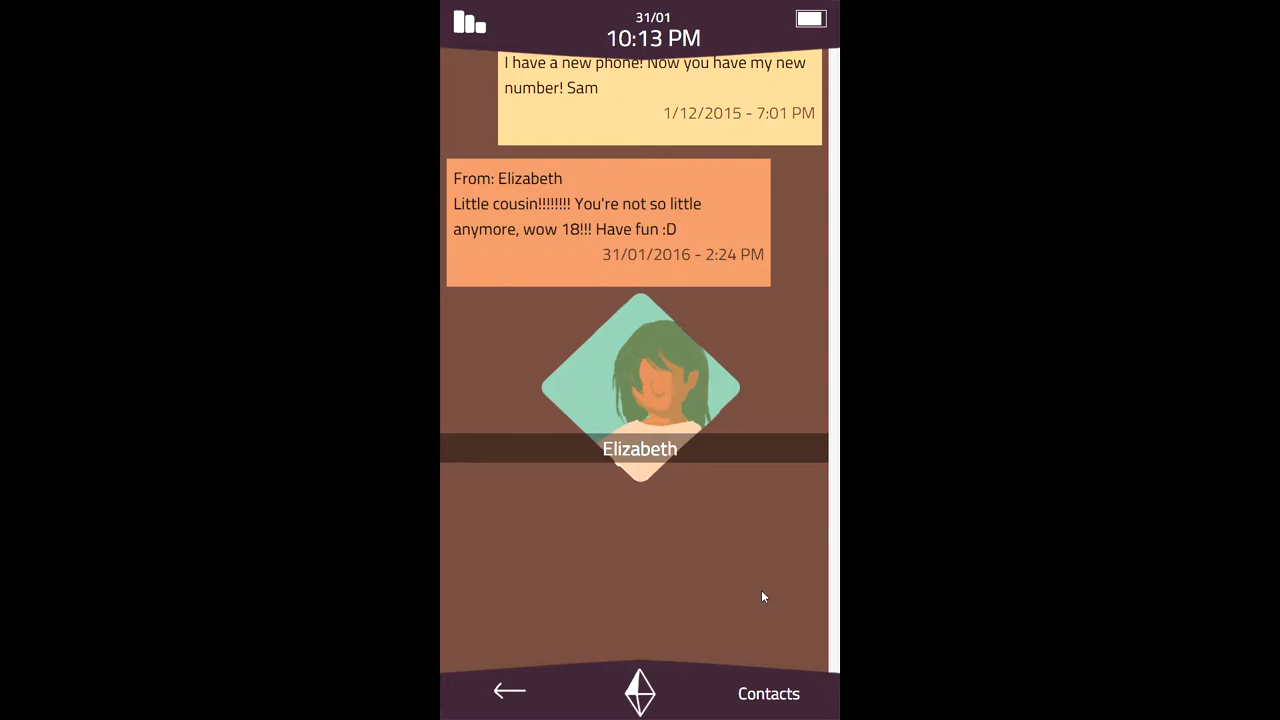 31/01
10:13 PM
I have a new phone! Now you have my new
number! Sam
1/12/2015 - 7:01 PM
From: Elizabeth
Little cousin!!!!!!!! You're not so little
anymore, wow 18!!! Have fun :D
31/01/2016 - 2:24 PM
Elizabeth
Contacts